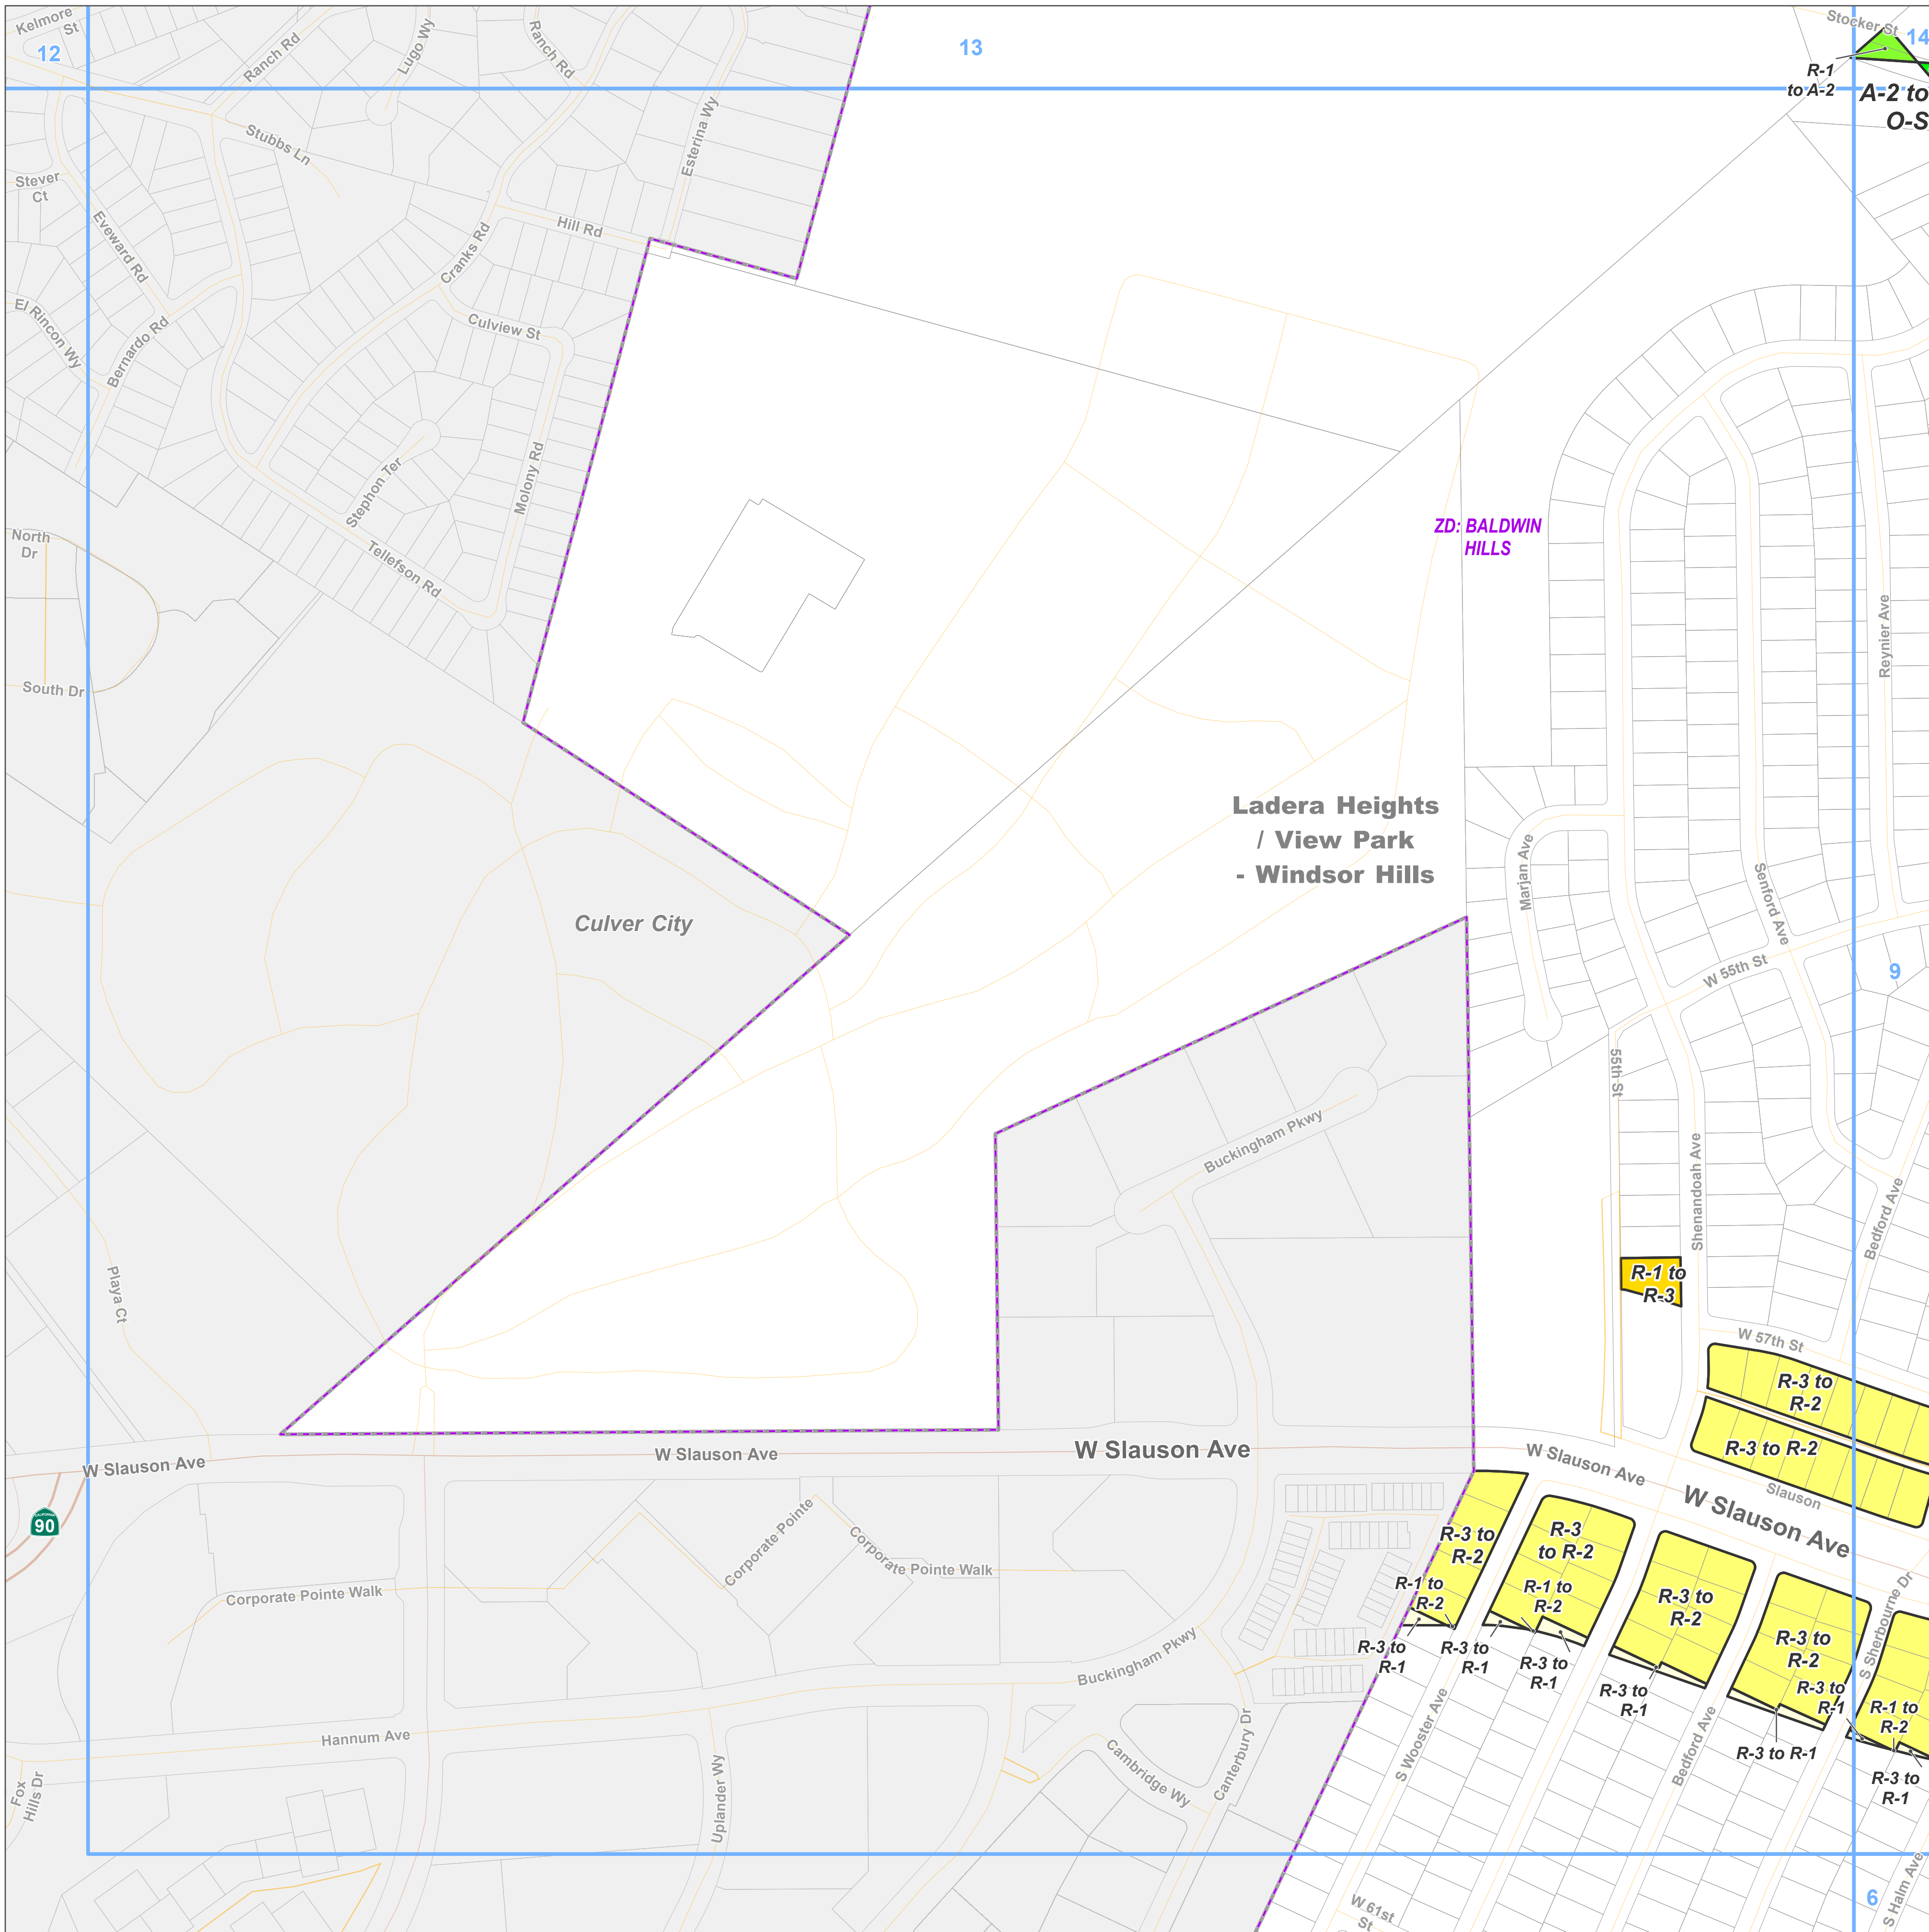 Kelmore
St
12
Ranch Rd
Lugo Wy
Ranch Rd
13
Stocker St
14
R-1
to A-2
A-2 to
O-S
Esterina Wy
Stubbs Ln
Stever
Ct
Eveward Rd
Hill Rd
Cranks Rd
El Rincon Wy
Bernardo Rd
Culview St
Stephon Ter
Molony Rd
Tellefson Rd
North
Dr
South Dr
ZD: BALDWIN
HILLS
Reynier Ave
Ladera Heights
/ View Park
- Windsor Hills
Marjan Ave
Senford Ave
Culver City
W 55th St
9
55th St
Buckingham Pkwy
Shenandoah Ave
Bedford Ave
Playa Ct
R-1 to
R-3
W 57th St
R-3 to
R-2
R-3 to R-2
Slauson
W Slauson Ave
W Slauson Ave
W Slauson Ave
W Slauson Ave
W Slauson Ave
CALIFORNIA
90
Corporate Pointe
Corporate Pointe Walk
Corporate Pointe Walk
R-3 to
R-2
R-3
to R-2
R-1 to
R-2
R-1 to
R-2
R-3 to
R-2
R-3 to
R-2
S Sherbourne Dr
R-3 to
R-1
R-3 to
R-1
R-3 to
R-1
R-3 to
R-1
R-3 to
R-1
R-1 to
R-2
R-3 to R-1
R-3 to
R-1
Buckingham Pkwy
Hannum Ave
Fox
Hills Dr
Uplander Wy
Cambridge Wy
Canterbury Dr
S Wooster Ave
Bedford Ave
W 61st
St
S Halm Ave
6